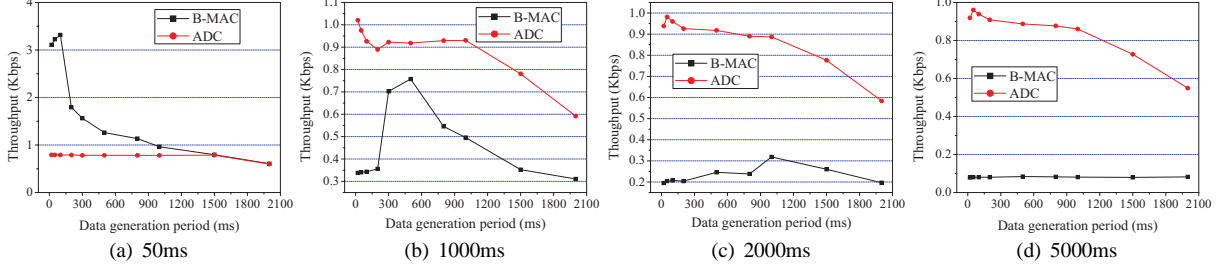 Throughput (Kbps)
4
3
2
1
0
B-MAC
ADC
0 300 600 900 1200 1500 1800 2100
Data generation period (ms)
(a) 50ms
Throughput (Kbps)
1.1
1.0
0.9
0.8
0.7
0.6
0.5
0.4
0.3
B-MAC
ADC
0 300 600 900 1200 1500 1800 2100
Data generation period (ms)
(b) 1000ms
Throughput (Kbps)
1.0
0.9
0.8
0.7
0.6
0.5
0.4
0.3
0.2
B-MAC
ADC
0 300 600 900 1200 1500 1800 2100
Data generation period (ms)
(c) 2000ms
Throughput (Kbps)
1.0
0.8
0.6
0.4
0.2
0.0
B-MAC
ADC
0 300 600 900 1200 1500 1800 2100
Data generation period (ms)
(d) 5000ms